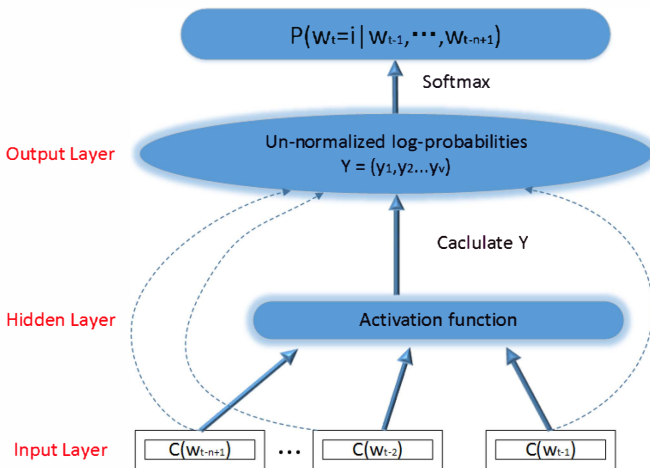 P(wt=i|wt-1,···,wt-n+1)
Softmax
Output Layer
Un-normalized log-probabilities
Y = (y1,y2...yv)
Caclulate Y
Hidden Layer
Activation function
Input Layer
C(wt-n+1) ... C(wt-2) C(wt-1)